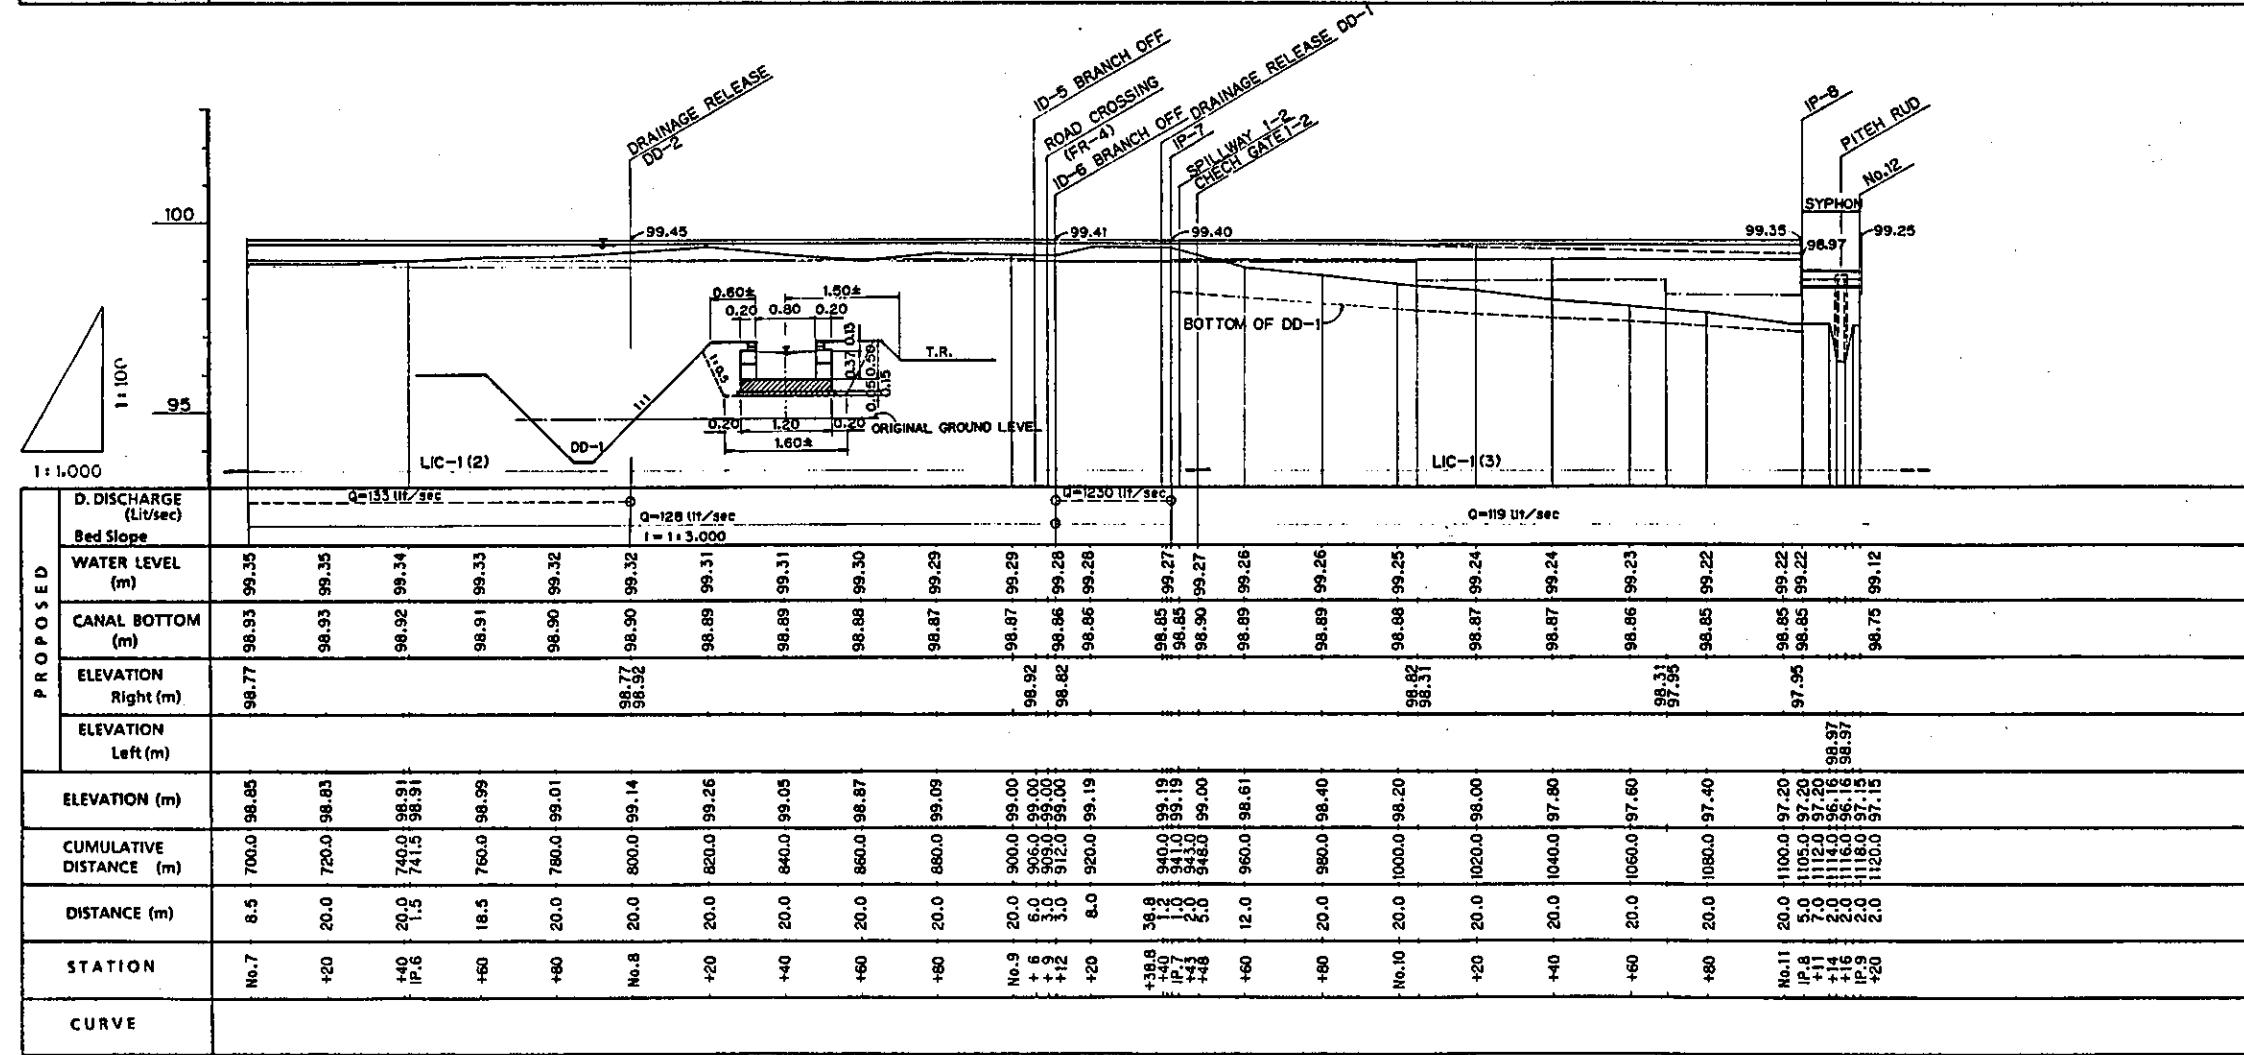 DRAINAGE RELEASE
DD-2
ID-5 BRANCH OFF
ROAD CROSSING
(FR-4)
ID-6 BRANCH OFF
DRAINAGE RELEASE DD-1
IP-7
SPILLWAY 1-2
CHECH GATE 1-2
IP-8
PITEH RUD
No.12
SYPHON
100
99.45
99.41
99.40
99.35
98.97
99.25
0.60±
1.50±
0.20 0.80 0.20
0.13
0.37
0.50
0.05
0.15
1:0.5
1:1
T.R.
BOTTOM OF DD-1
95
1:100
0.20 1.20 0.20
1.60±
ORIGINAL GROUND LEVEL
DD-1
LIC-1(2)
LIC-1(3)
1:1.000
PROPOSED
D. DISCHARGE
(Lit/sec)
Bed Slope
Q=133 lit/sec
Q=128 lit/sec
I = 1:3.000
Q=1230 lit/sec
Q=119 lit/sec
WATER LEVEL
(m)
99.35 99.35 99.34 99.33 99.32 99.32 99.31 99.31 99.30 99.29 99.29 99.28 99.28 99.27 99.27 99.26 99.26 99.25 99.24 99.24 99.23 99.22 99.22 99.22 99.12
CANAL BOTTOM
(m)
98.93 98.93 98.92 98.91 98.90 98.90 98.89 98.89 98.88 98.87 98.87 98.86 98.86 98.85 98.85 98.90 98.89 98.89 98.88 98.87 98.87 98.86 98.85 98.85 98.85 98.75
ELEVATION
Right (m)
98.77 98.77 98.92 98.92 98.82 98.82 98.31 98.31 97.95 97.95
ELEVATION
Left (m)
98.97 98.97
ELEVATION (m)
98.85 98.83 98.91 98.91 98.99 99.01 99.14 99.26 99.05 98.87 99.09 99.00 99.00 99.00 99.00 99.19 99.19 99.19 99.00 98.61 98.40 98.20 98.00 97.80 97.60 97.40 97.20 97.20 97.20 96.16 96.16 97.15 97.15
CUMULATIVE
DISTANCE (m)
700.0 720.0 740.0 741.5 760.0 780.0 800.0 820.0 840.0 860.0 880.0 900.0 906.0 909.0 912.0 920.0 940.0 941.0 943.0 948.0 960.0 980.0 1000.0 1020.0 1040.0 1060.0 1080.0 1100.0 1105.0 1112.0 1114.0 1116.0 1118.0 1120.0
DISTANCE (m)
8.5 20.0 20.0 1.5 18.5 20.0 20.0 20.0 20.0 20.0 20.0 20.0 6.0 3.0 3.0 8.0 38.8 1.2 1.0 2.0 5.0 12.0 20.0 20.0 20.0 20.0 20.0 20.0 20.0 5.0 7.0 2.0 2.0 2.0 2.0
STATION
No.7 +20 +40 IP.6 +60 +80 No.8 +20 +40 +60 +80 No.9 +6 +9 +12 +20 +38.8 +40 IP.7 +43 +48 +60 +80 No.10 +20 +40 +60 +80 No.11 IP.8 +11 +14 +16 IP.9 +20
CURVE